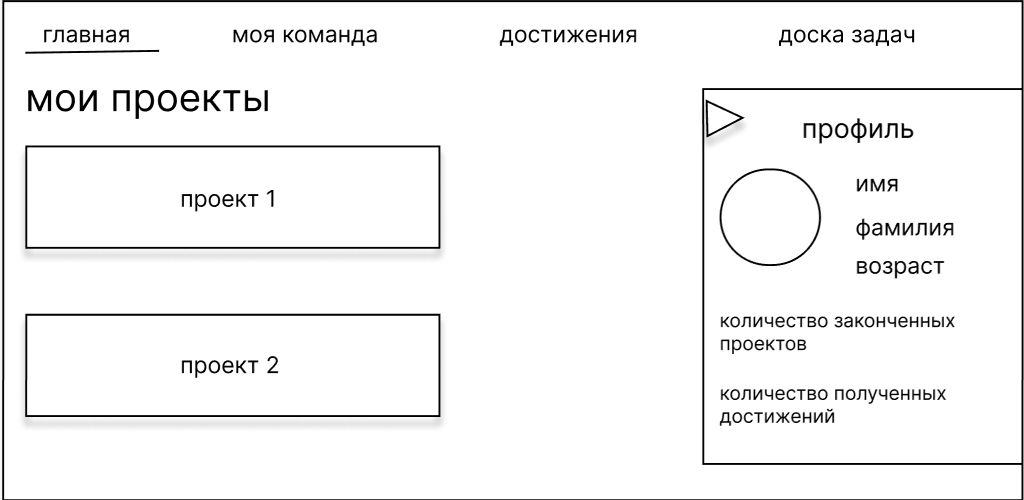 главная
моя команда
достижения
доска задач
мои проекты
проект 1
проект 2
профиль
имя
фамилия
возраст
количество законченных
проектов
количество полученных
достижений